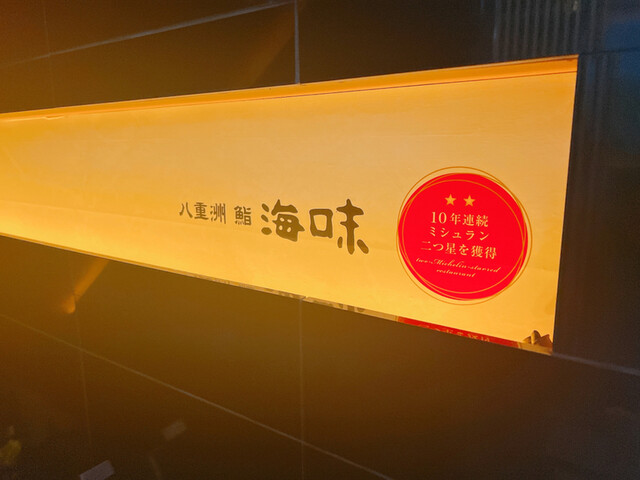 八重洲 鮨 海味
★★
10年連続
ミシュラン
二つ星を獲得
two-Michelin-starred
restaurant